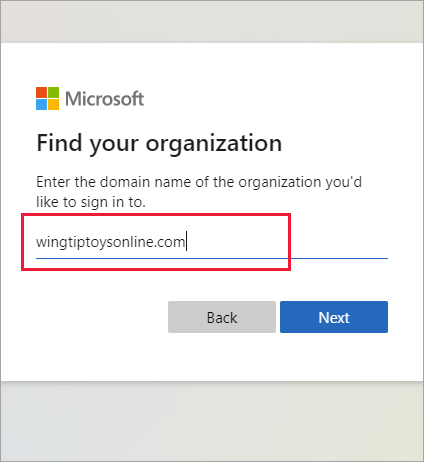 Microsoft
Find your organization
Enter the domain name of the organization you'd
like to sign in to.
wingtiptoysonline.com
Back
Next